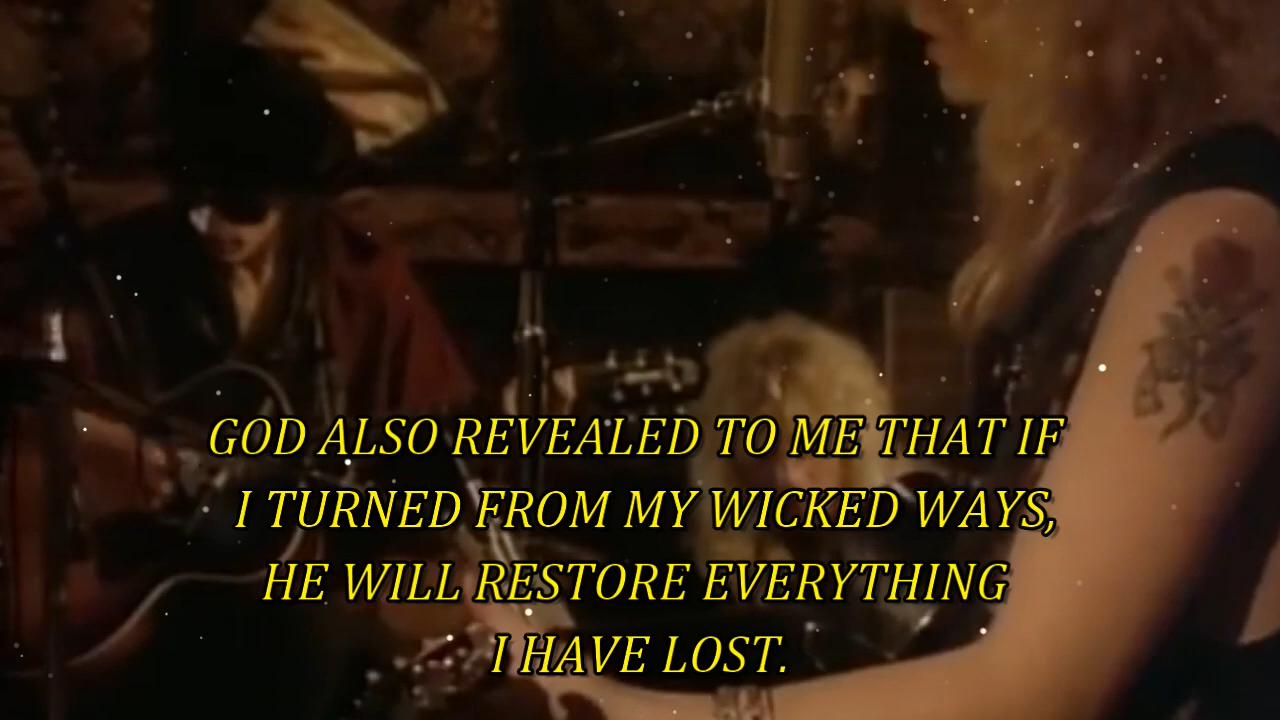 GOD ALSO REVEALED TO ME THAT IF
I TURNED FROM MY WICKED WAYS,
HE WILL RESTORE EVERYTHING
I HAVE LOST.